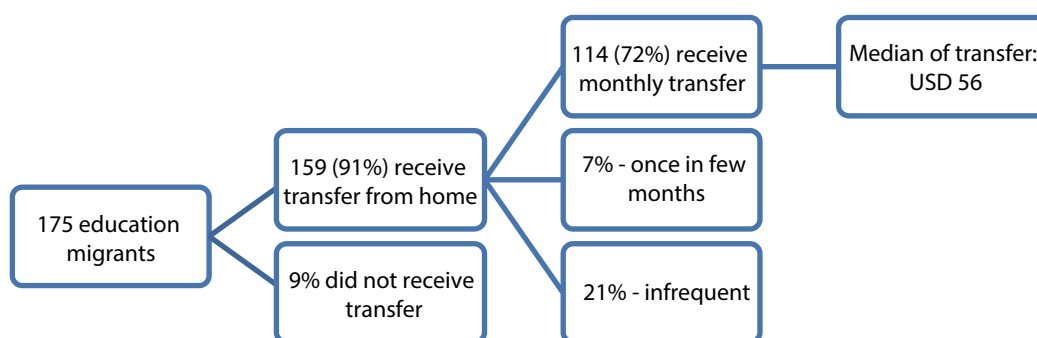 175 education
migrants
159 (91%) receive
transfer from home
9% did not receive
transfer
114 (72%) receive
monthly transfer
7% - once in few
months
21% - infrequent
Median of transfer:
USD 56